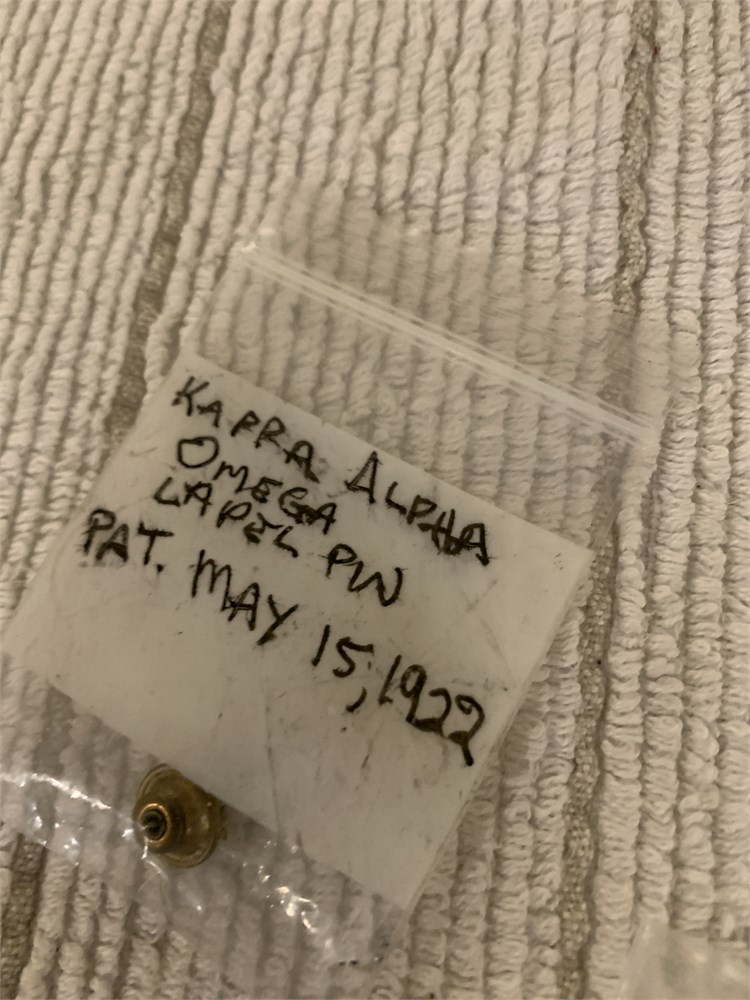 KAPPA ALPHA
OMEGA
LAPEL PIN
PAT. MAY 15, 1922